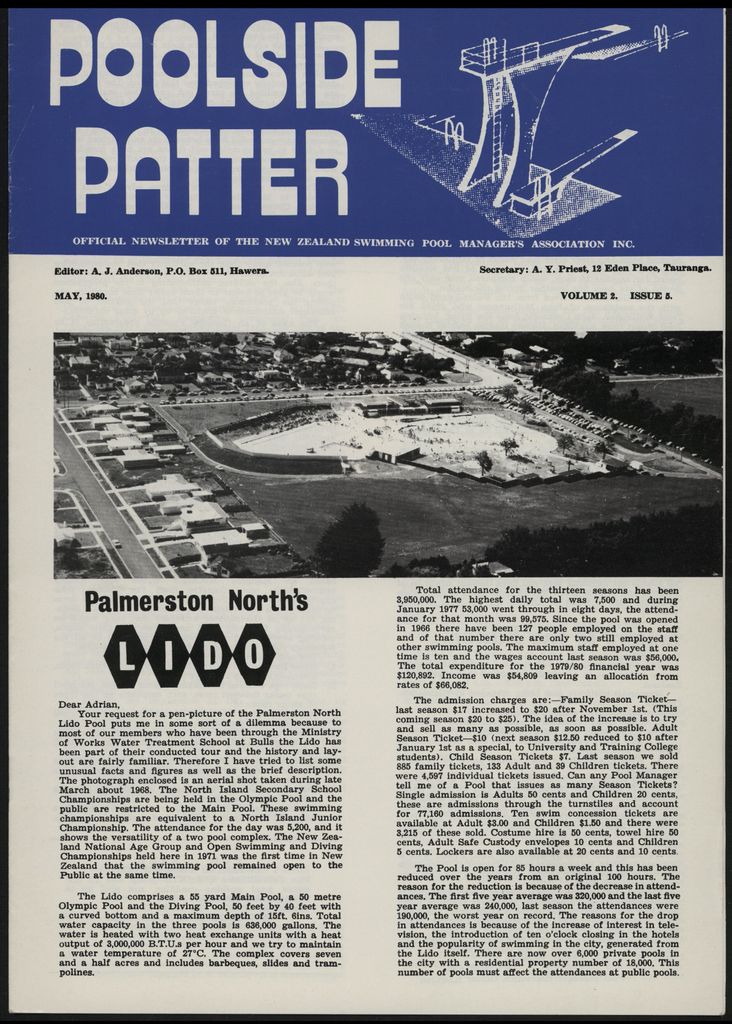 POOLSIDE
PATTER
OFFICIAL NEWSLETTER OF THE NEW ZEALAND SWIMMING POOL MANAGER'S ASSOCIATION INC.
Editor: A. J. Anderson, P.O. Box 511, Hawera.
Secretary: A. Y. Priest, 12 Eden Place, Tauranga.
MAY, 1980.
VOLUME 2. ISSUE 5.
Palmerston North's
LIDO
Dear Adrian,
Your request for a pen-picture of the Palmerston North
Lido Pool puts me in some sort of a dilemma because to
most of our members who have been through the Ministry
of Works Water Treatment School at Bulls the Lido has
been part of their conducted tour and the history and lay-
out are fairly familiar. Therefore I have tried to list some
unusual facts and figures as well as the brief description.
The photograph enclosed is an aerial shot taken during late
March about 1968. The North Island Secondary School
Championships are being held in the Olympic Pool and the
public are restricted to the Main Pool. These swimming
championships are equivalent to a North Island Junior
Championship. The attendance for the day was 5,200, and it
shows the versatility of a two pool complex. The New Zea-
land National Age Group and Open Swimming and Diving
Championships held here in 1971 was the first time in New
Zealand that the swimming pool remained open to the
Public at the same time.
The Lido comprises a 55 yard Main Pool, a 50 metre
Olympic Pool and the Diving Pool, 50 feet by 40 feet with
a curved bottom and a maximum depth of 15ft. 6ins. Total
water capacity in the three pools is 636,000 gallons. The
water is heated with two heat exchange units with a heat
output of 3,000,000 B.T.U.s per hour and we try to maintain
a water temperature of 27°C. The complex covers seven
and a half acres and includes barbeques, slides and tram-
polines.
Total attendance for the thirteen seasons has been
3,950,000. The highest daily total was 7,500 and during
January 1977 53,000 went through in eight days, the attend-
ance for that month was 99,575. Since the pool was opened
in 1966 there have been 127 people employed on the staff
and of that number there are only two still employed at
other swimming pools. The maximum staff employed at one
time is ten and the wages account last season was $56,000.
The total expenditure for the 1979/80 financial year was
$120,892. Income was $54,809 leaving an allocation from
rates of $66,082.
The admission charges are:—Family Season Ticket—
last season $17 increased to $20 after November 1st. (This
coming season $20 to $25). The idea of the increase is to try
and sell as many as possible, as soon as possible. Adult
Season Ticket—$10 (next season $12.50 reduced to $10 after
January 1st as a special, to University and Training College
students). Child Season Tickets $7. Last season we sold
885 family tickets, 133 Adult and 39 Children tickets. There
were 4,597 individual tickets issued. Can any Pool Manager
tell me of a Pool that issues as many Season Tickets?
Single admission is Adults 50 cents and Children 20 cents,
these are admissions through the turnstiles and account
for 77,160 admissions. Ten swim concession tickets are
available at Adult $3.00 and Children $1.50 and there were
3,215 of these sold. Costume hire is 50 cents, towel hire 50
cents, Adult Safe Custody envelopes 10 cents and Children
5 cents. Lockers are also available at 20 cents and 10 cents.
The Pool is open for 85 hours a week and this has been
reduced over the years from an original 100 hours. The
reason for the reduction is because of the decrease in attend-
ances. The first five year average was 320,000 and the last five
year average was 240,000, last season the attendances were
190,000, the worst year on record. The reasons for the drop
in attendances is because of the increase of interest in tele-
vision, the introduction of ten o'clock closing in the hotels
and the popularity of swimming in the city, generated from
the Lido itself. There are now over 6,000 private pools in
the city with a residential property number of 18,000. This
number of pools must affect the attendances at public pools.